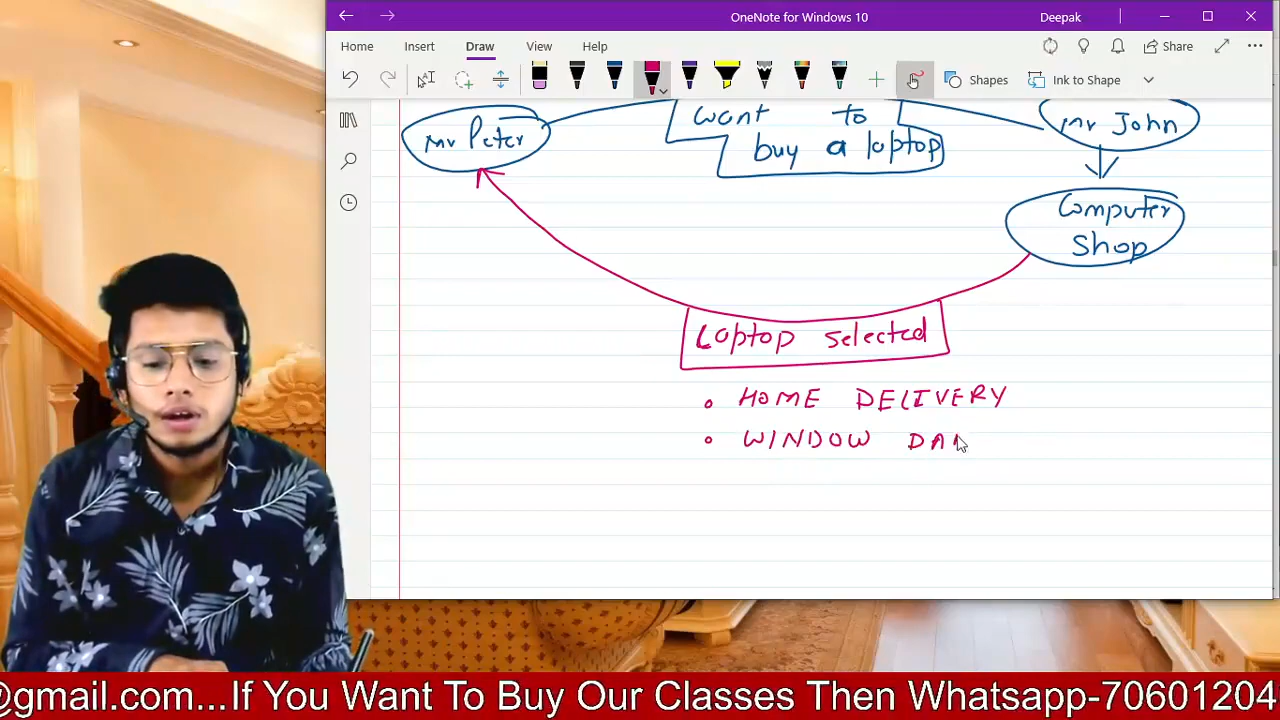 OneNote for Windows 10
Deepak
Home Insert Draw View Help
Share
Shapes
Ink to Shape
Mr Peter
want to
buy a laptop
Mr John
Computer
Shop
Laptop selected
• HOME DELIVERY
• WINDOW DA
@gmail.com...If You Want To Buy Our Classes Then Whatsapp-70601204